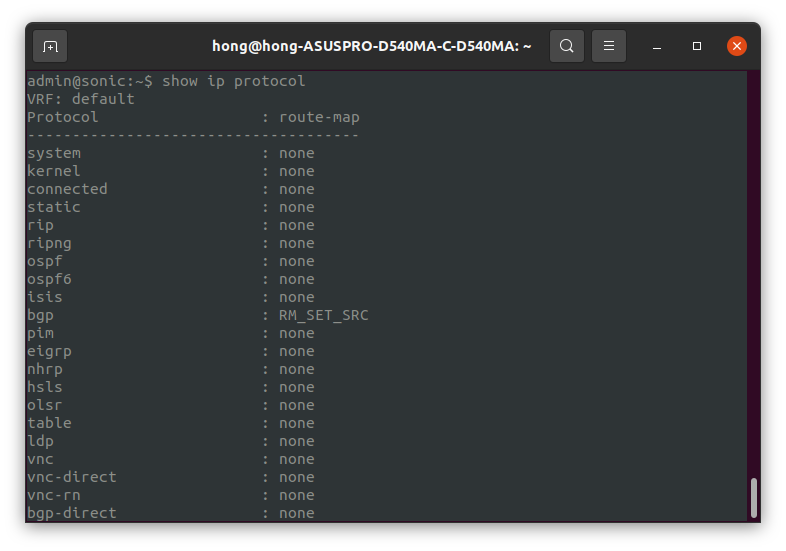 hong@hong-ASUSPRO-D540MA-C-D540MA: ~
admin@sonic:~$ show ip protocol
VRF: default
Protocol                  : route-map
-------------------------------------
system                    : none
kernel                    : none
connected                 : none
static                    : none
rip                       : none
ripng                     : none
ospf                      : none
ospf6                     : none
isis                      : none
bgp                       : RM_SET_SRC
pim                       : none
eigrp                     : none
nhrp                      : none
hsls                      : none
olsr                      : none
table                     : none
ldp                       : none
vnc                       : none
vnc-direct                : none
vnc-rn                    : none
bgp-direct                : none